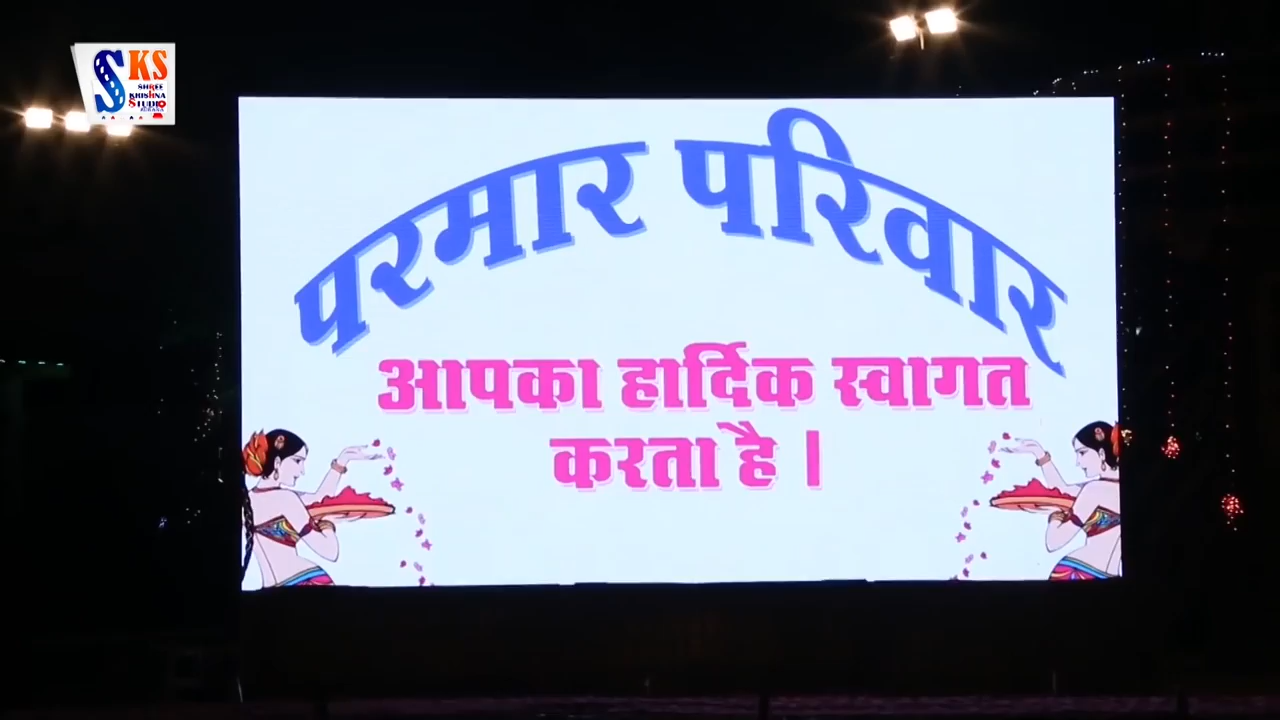 SKS
SHREE
KRISHNA
STUDIO
परमार परिवार
आपका हार्दिक स्वागत
करता है ।